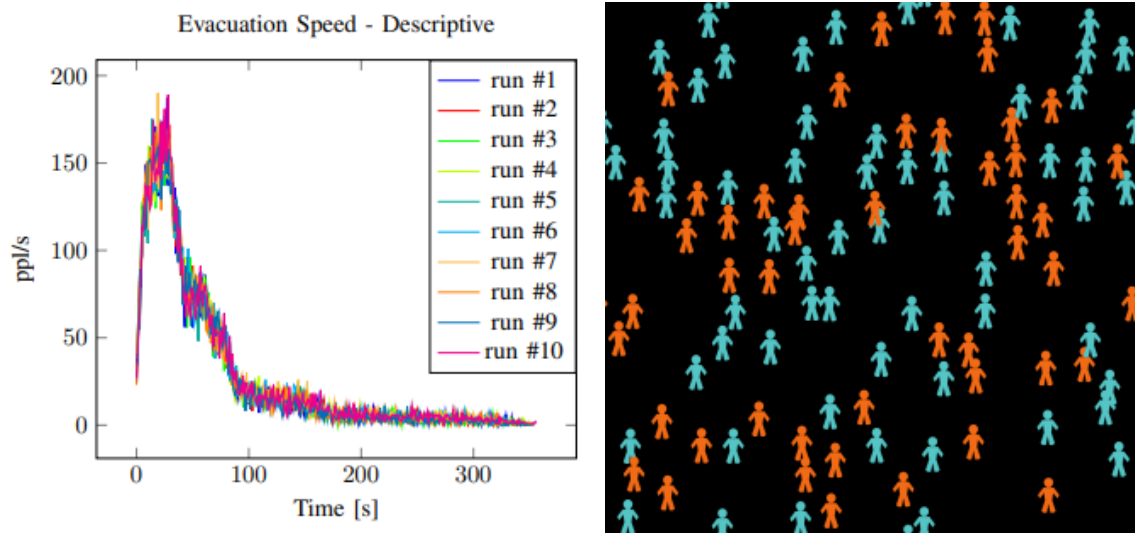 Evacuation Speed - Descriptive
200
150
100
50
0
ppl/s
run #1
run #2
run #3
run #4
run #5
run #6
run #7
run #8
run #9
run #10
0
100
200
300
Time [s]